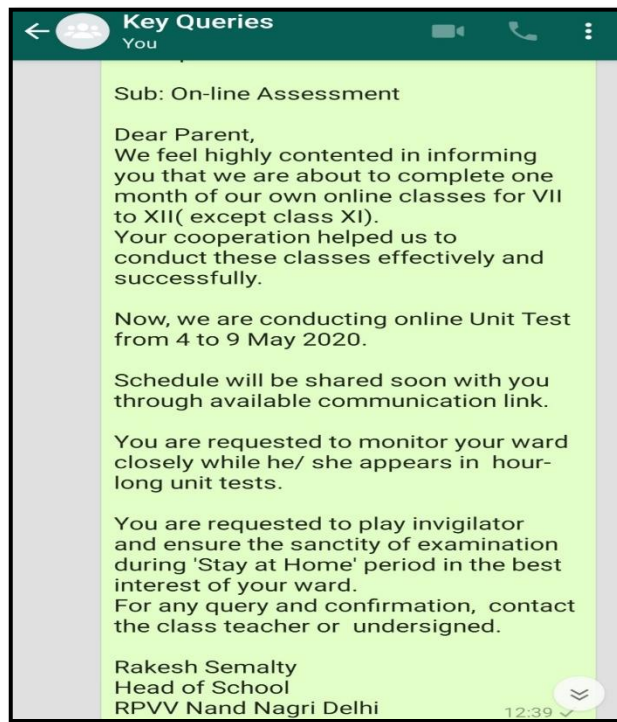 Key Queries
You
Sub: On-line Assessment
Dear Parent,
We feel highly contented in informing
you that we are about to complete one
month of our own online classes for VII
to XII( except class XI).
Your cooperation helped us to
conduct these classes effectively and
successfully.
Now, we are conducting online Unit Test
from 4 to 9 May 2020.
Schedule will be shared soon with you
through available communication link.
You are requested to monitor your ward
closely while he/ she appears in  hour-
long unit tests.
You are requested to play invigilator
and ensure the sanctity of examination
during 'Stay at Home' period in the best
interest of your ward.
For any query and confirmation,  contact
the class teacher or  undersigned.
Rakesh Semalty
Head of School
RPVV Nand Nagri Delhi
12:39